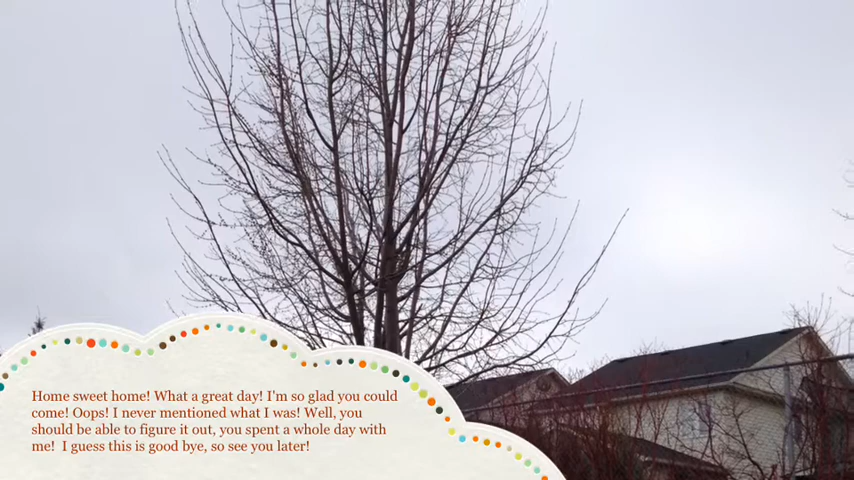 Home sweet home! What a great day! I'm so glad you could
come! Oops! I never mentioned what I was! Well, you
should be able to figure it out, you spent a whole day with
me!  I guess this is good bye, so see you later!